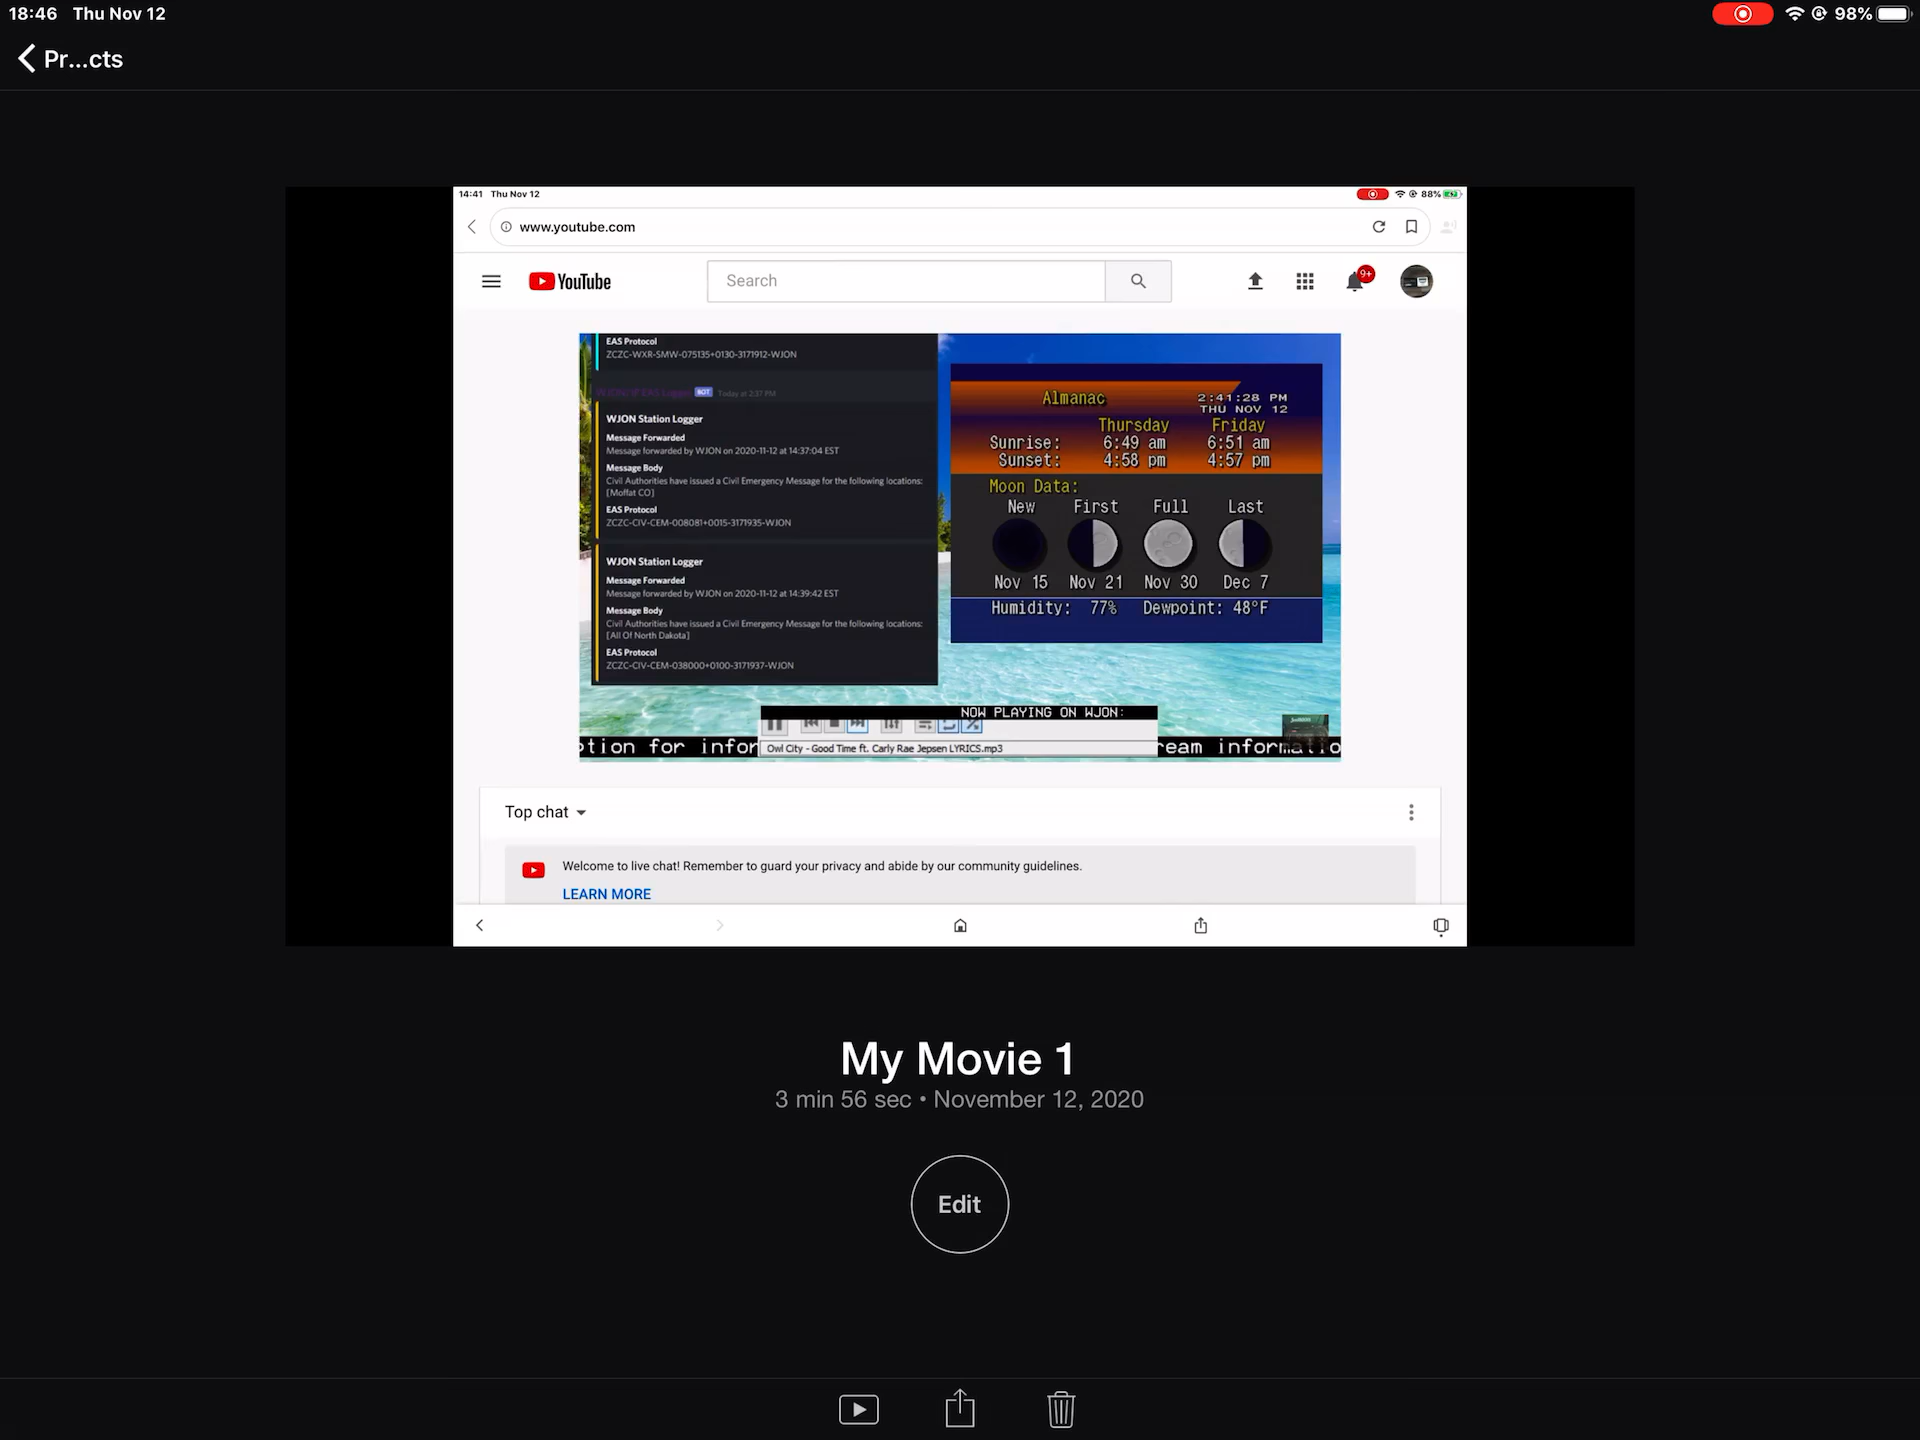 18:46 Thu Nov 12
98%
Pr...cts
14:41 Thu Nov 12
88%
www.youtube.com
YouTube
Search
9+
EAS Protocol
ZCZC-WXR-SMW-075135+0130-3171912-WJON
BOT Today at 2:37 PM
WJON Station Logger
Message Forwarded
Message forwarded by WJON on 2020-11-12 at 14:37:04 EST
Message Body
Civil Authorities have issued a Civil Emergency Message for the following locations:
[Moffat CO]
EAS Protocol
ZCZC-CIV-CEM-008081+0015-3171935-WJON
WJON Station Logger
Message Forwarded
Message forwarded by WJON on 2020-11-12 at 14:39:42 EST
Message Body
Civil Authorities have issued a Civil Emergency Message for the following locations:
[All Of North Dakota]
EAS Protocol
ZCZC-CIV-CEM-038000+0100-3171937-WJON
Almanac
2:41:28 PM
THU NOV 12
Thursday Friday
Sunrise: 6:49 am 6:51 am
Sunset: 4:58 pm 4:57 pm
Moon Data:
New First Full Last
Nov 15 Nov 21 Nov 30 Dec 7
Humidity: 77% Dewpoint: 48°F
NOW PLAYING ON WJON:
ption for infor
Owl City - Good Time ft. Carly Rae Jepsen LYRICS.mp3
ream informatio
Top chat
Welcome to live chat! Remember to guard your privacy and abide by our community guidelines.
LEARN MORE
My Movie 1
3 min 56 sec • November 12, 2020
Edit